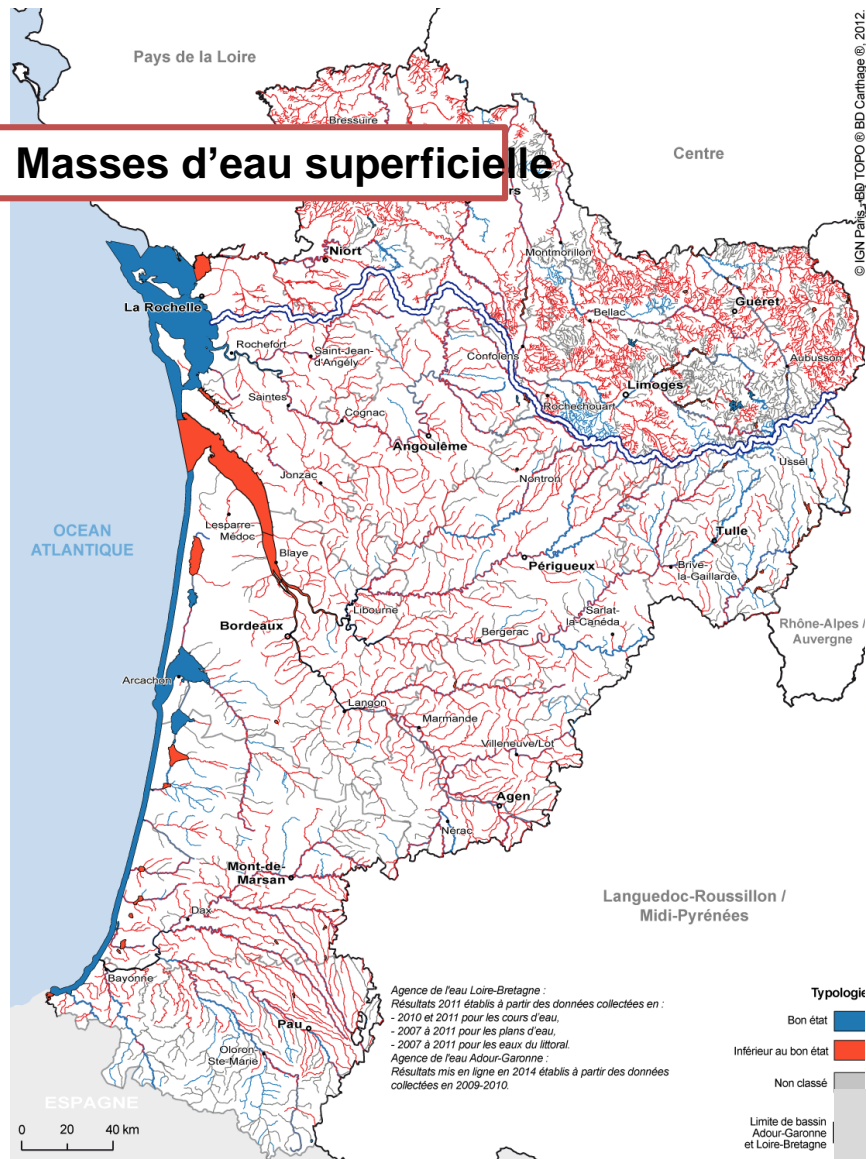 Pays de la Loire
© IGN Paris - BD TOPO ® BD Carthage ®, 2012.
Bressuire
Centre
Masses d'eau superficielle
rs
Niort
Montmorillon
La Rochelle
Guéret
Bellac
Rochefort
Saint-Jean-
d'Angély
Confolens
Aubusson
Saintes
Limoges
Rochechouart
Cognac
Angoulême
Ussel
Jonzac
Nontron
OCEAN
ATLANTIQUE
Lesparre-
Médoc
Tulle
Blaye
Périgueux
Brive-
la-Gaillarde
Libourne
Sarlat-
la-Canéda
Bordeaux
Bergerac
Rhône-Alpes /
Auvergne
Arcachon
Langon
Marmande
Villeneuve/Lot
Agen
Nérac
Mont-de-
Marsan
Languedoc-Roussillon /
Midi-Pyrénées
Dax
Bayonne
Pau
Oloron-
Ste-Marie
ESPAGNE
0 20 40 km
Agence de l'eau Loire-Bretagne :
Résultats 2011 établis à partir des données collectées en :
- 2010 et 2011 pour les cours d'eau,
- 2007 à 2011 pour les plans d'eau,
- 2007 à 2011 pour les eaux du littoral.
Agence de l'eau Adour-Garonne :
Résultats mis en ligne en 2014 établis à partir des données
collectées en 2009-2010.
Typologie
Bon état
Inférieur au bon état
Non classé
Limite de bassin
Adour-Garonne
et Loire-Bretagne